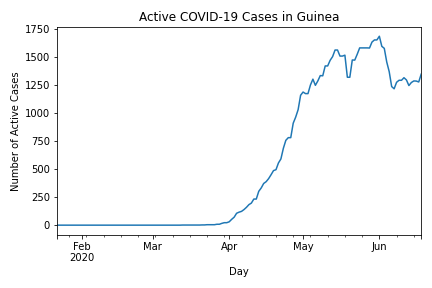 Active COVID-19 Cases in Guinea
Number of Active Cases
1750
1500
1250
1000
750
500
250
0
Feb Mar Apr May Jun
2020
Day